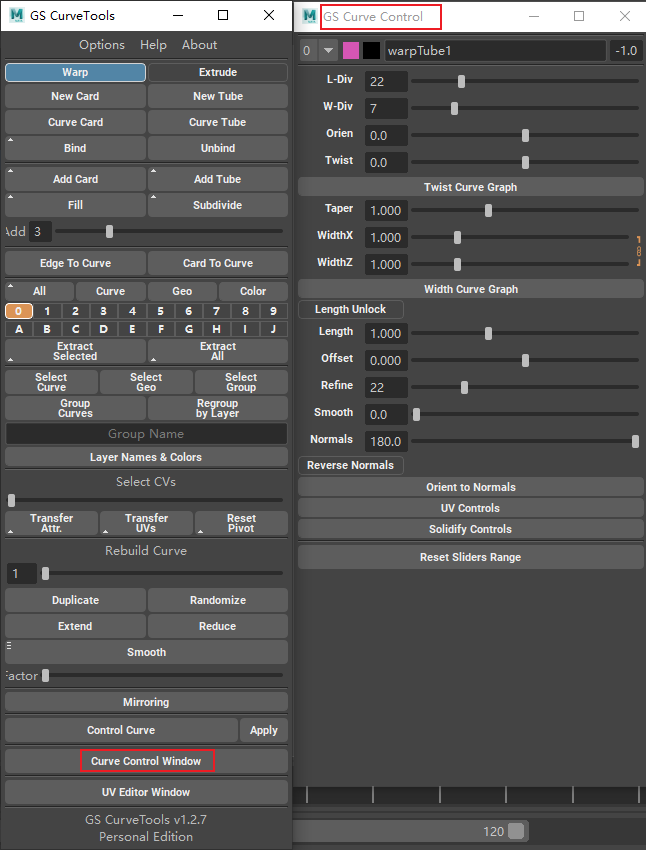 GS CurveTools
Options Help About
Warp Extrude
New Card New Tube
Curve Card Curve Tube
Bind Unbind
Add Card Add Tube
Fill Subdivide
Add 3
Edge To Curve Card To Curve
All Curve Geo Color
0 1 2 3 4 5 6 7 8 9
A B C D E F G H I J
Extract Selected Extract All
Select Curve Select Geo Select Group
Group Curves Regroup by Layer
Group Name
Layer Names & Colors
Select CVs
Transfer Attr. Transfer UVs Reset Pivot
Rebuild Curve
1
Duplicate Randomize
Extend Reduce
Smooth
Factor
Mirroring
Control Curve Apply
Curve Control Window
UV Editor Window
GS CurveTools v1.2.7
Personal Edition
GS Curve Control
0 warpTube1 -1.0
L-Div 22
W-Div 7
Orien 0.0
Twist 0.0
Twist Curve Graph
Taper 1.000
WidthX 1.000
WidthZ 1.000
Width Curve Graph
Length Unlock
Length 1.000
Offset 0.000
Refine 22
Smooth 0.0
Normals 180.0
Reverse Normals
Orient to Normals
UV Controls
Solidify Controls
Reset Sliders Range
120